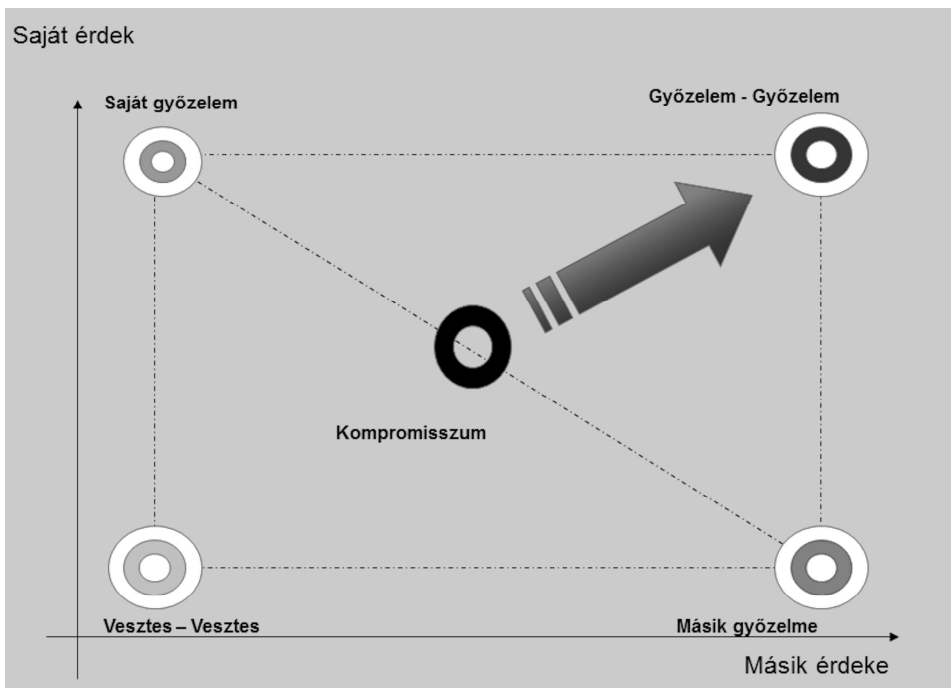 Saját érdek
Saját győzelem
Győzelem - Győzelem
Kompromisszum
Vesztes – Vesztes
Másik győzelme
Másik érdeke